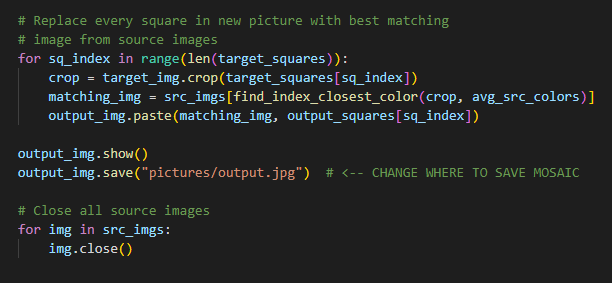 # Replace every square in new picture with best matching
# image from source images
for sq_index in range(len(target_squares)):
    crop = target_img.crop(target_squares[sq_index])
    matching_img = src_imgs[find_index_closest_color(crop, avg_src_colors)]
    output_img.paste(matching_img, output_squares[sq_index])

output_img.show()
output_img.save("pictures/output.jpg")  # <-- CHANGE WHERE TO SAVE MOSAIC

# Close all source images
for img in src_imgs:
    img.close()